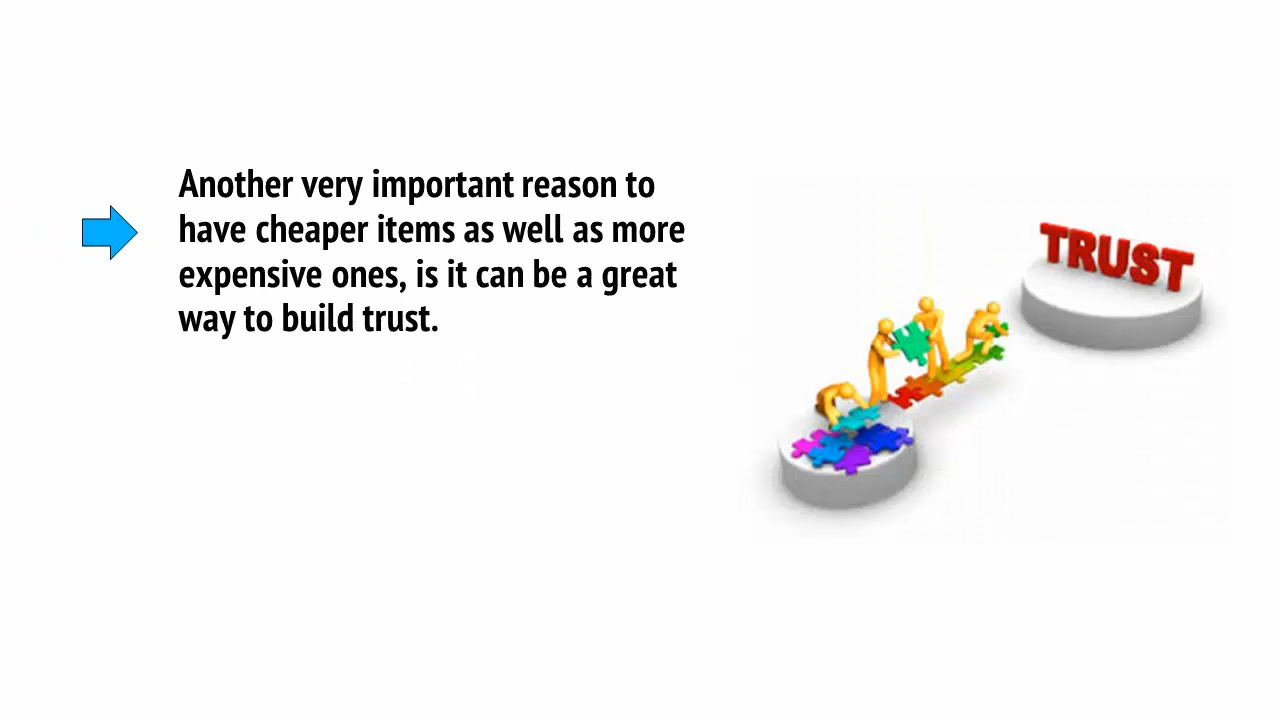 Another very important reason to
have cheaper items as well as more
expensive ones, is it can be a great
way to build trust.
TRUST